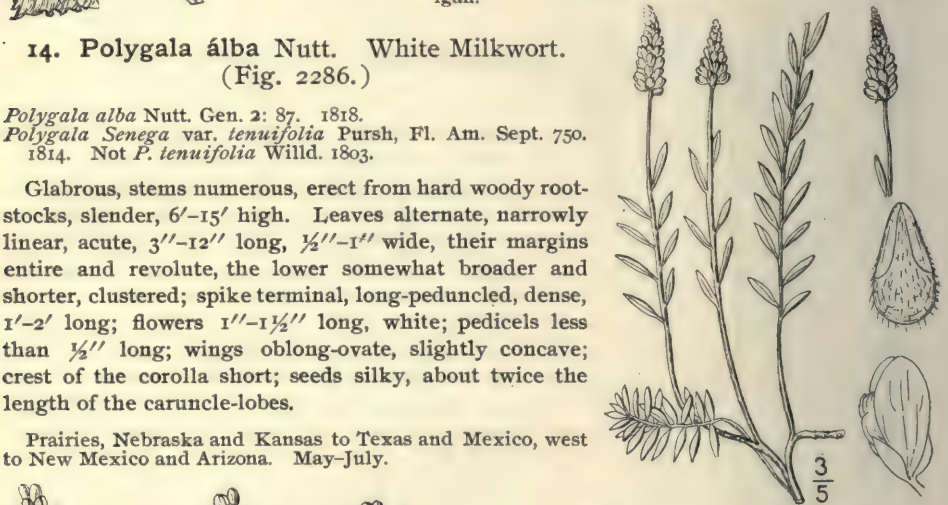 14. Polygala álba Nutt. White Milkwort.
(Fig. 2286.)
Polygala alba Nutt. Gen. 2: 87. 1818.
Polygala Senega var. tenuifolia Pursh, Fl. Am. Sept. 750.
1814. Not P. tenuifolia Willd. 1803.
Glabrous, stems numerous, erect from hard woody root-
stocks, slender, 6′–15′ high. Leaves alternate, narrowly
linear, acute, 3″–12″ long, ½″–1″ wide, their margins
entire and revolute, the lower somewhat broader and
shorter, clustered; spike terminal, long-peduncled, dense,
1′–2′ long; flowers 1″–1½″ long, white; pedicels less
than ½″ long; wings oblong-ovate, slightly concave;
crest of the corolla short; seeds silky, about twice the
length of the caruncle-lobes.
Prairies, Nebraska and Kansas to Texas and Mexico, west
to New Mexico and Arizona. May–July.
3
5